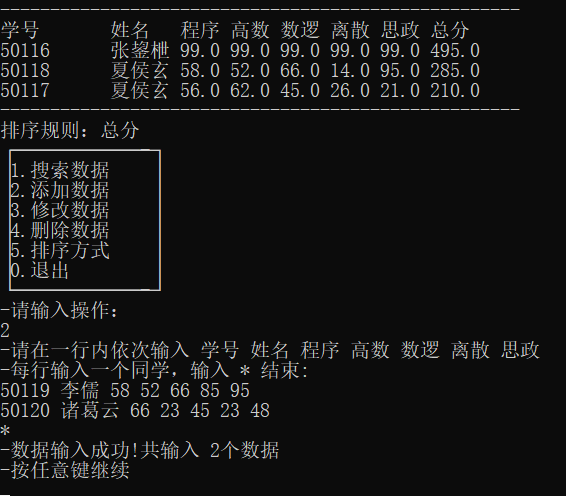 学号 姓名 程序 高数 数逻 离散 思政 总分
50116 张鋆枻 99.0 99.0 99.0 99.0 99.0 495.0
50118 夏侯玄 58.0 52.0 66.0 14.0 95.0 285.0
50117 夏侯玄 56.0 62.0 45.0 26.0 21.0 210.0
排序规则：总分
1.搜索数据
2.添加数据
3.修改数据
4.删除数据
5.排序方式
0.退出
-请输入操作：
2
-请在一行内依次输入 学号 姓名 程序 高数 数逻 离散 思政
-每行输入一个同学，输入 * 结束：
50119 李儒 58 52 66 85 95
50120 诸葛云 66 23 45 23 48
*
-数据输入成功!共输入 2个数据
-按任意键继续